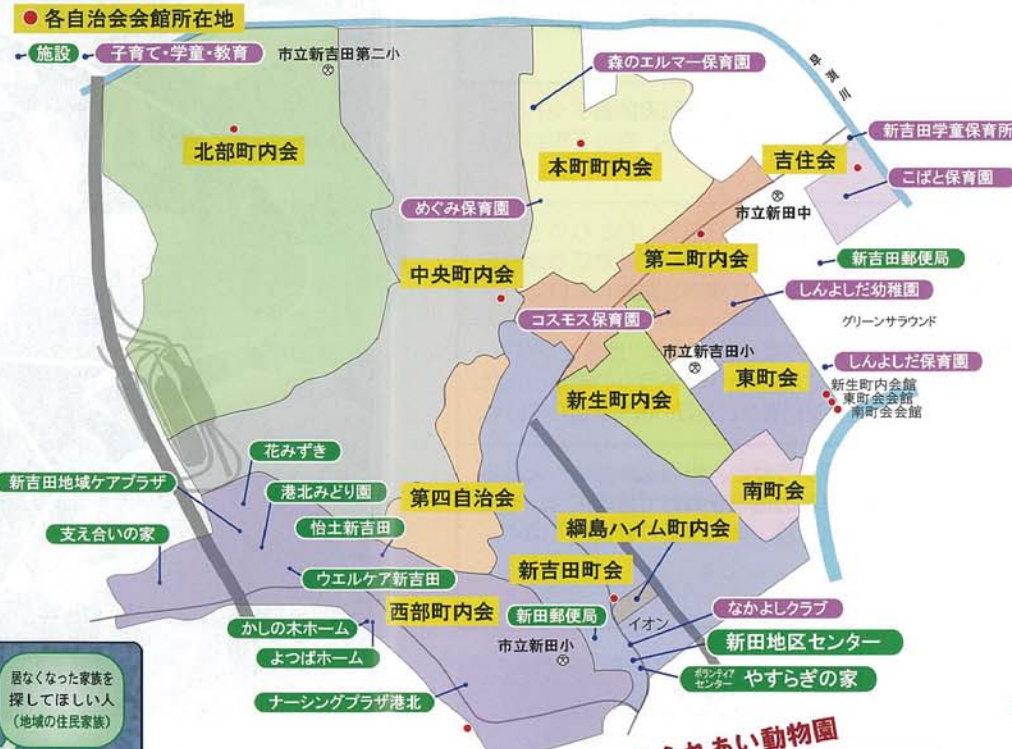 各自治会会館所在地
施設
子育て・学童・教育
市立新吉田第二小
森のエルマー保育園
早渕川
新吉田学童保育所
北部町内会
本町町内会
吉住会
こばと保育園
めぐみ保育園
市立新田中
中央町内会
第二町内会
新吉田郵便局
しんよしだ幼稚園
コスモス保育園
グリーンサラウンド
市立新吉田小
しんよしだ保育園
東町会
新生町内会館
東町会会館
南町会会館
新生町内会
花みずき
新吉田地域ケアプラザ
港北みどり園
第四自治会
南町会
支え合いの家
怡土新吉田
綱島ハイム町内会
ウエルケア新吉田
新吉田町会
西部町内会
新田郵便局
なかよしクラブ
かしの木ホーム
イオン
市立新田小
新田地区センター
よつばホーム
ボランティア
センター やすらぎの家
ナーシングプラザ港北
居なくなった家族を
探してほしい人
(地域の住民家族)
れあい動物園